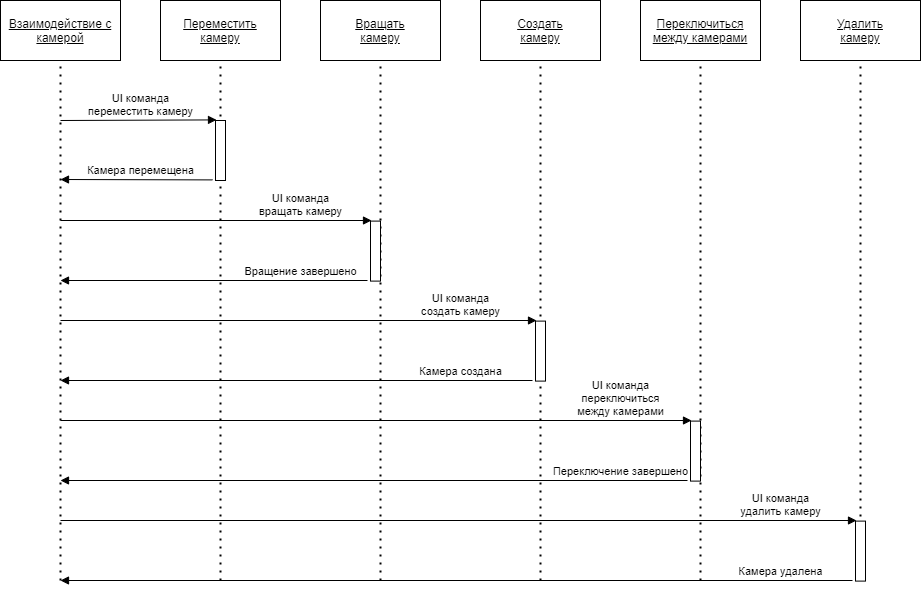 Взаимодействие с
камерой
Переместить
камеру
Вращать
камеру
Создать
камеру
Переключиться
между камерами
Удалить
камеру
UI команда
переместить камеру
Камера перемещена
UI команда
вращать камеру
Вращение завершено
UI команда
создать камеру
Камера создана
UI команда
переключиться
между камерами
Переключение завершено
UI команда
удалить камеру
Камера удалена